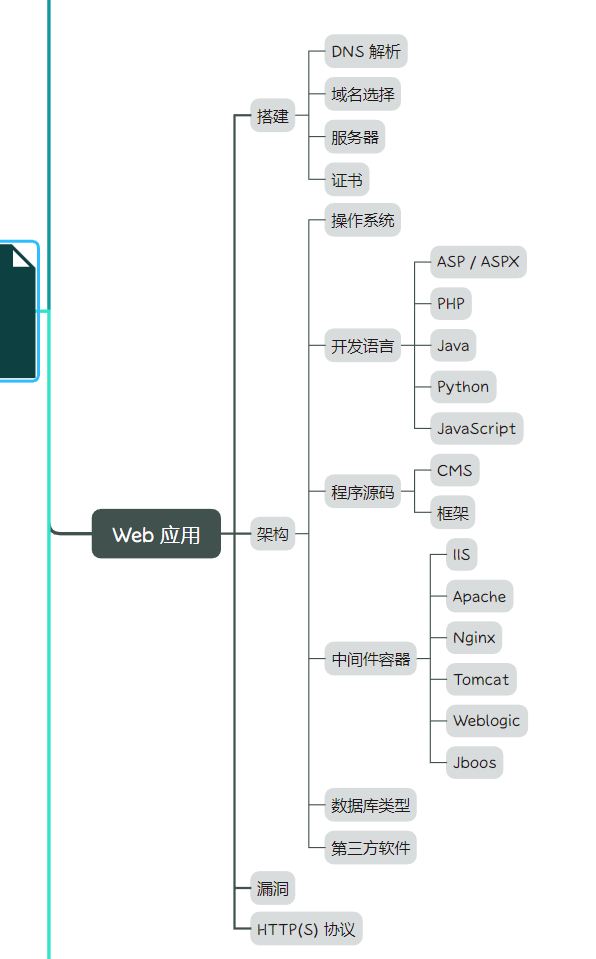 Web 应用
搭建
DNS 解析
域名选择
服务器
证书
架构
操作系统
开发语言
ASP / ASPX
PHP
Java
Python
JavaScript
程序源码
CMS
框架
中间件容器
IIS
Apache
Nginx
Tomcat
Weblogic
Jboos
数据库类型
第三方软件
漏洞
HTTP(S) 协议